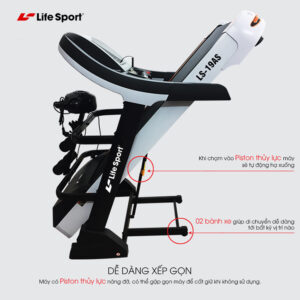 Life Sport
LS-19AS
Life Sport
Khi chạm vào Piston thủy lực máy
sẽ tự động hạ xuống
02 bánh xe giúp di chuyển dễ dàng
tới bất kỳ vị trí nào
DỄ DÀNG XẾP GỌN
Máy có Piston thủy lực nâng đỡ, có thể gập gọn máy để cất giữ khi không sử dụng.